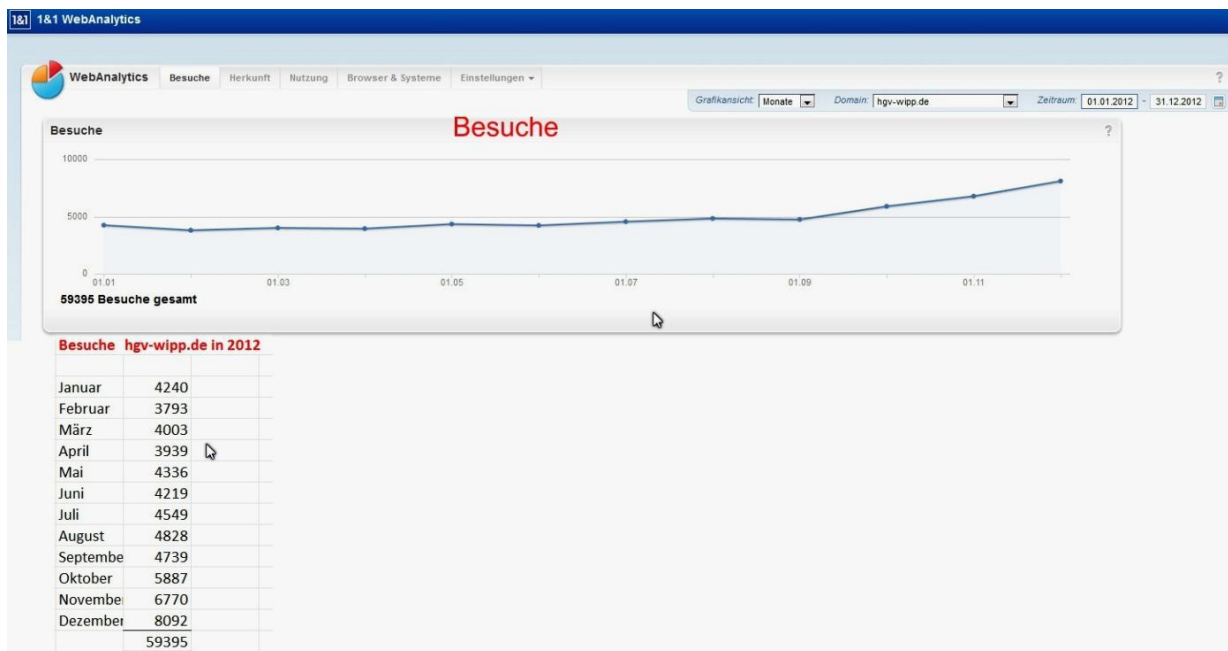 1&1 1&1 WebAnalytics
WebAnalytics Besuche Herkunft Nutzung Browser & Systeme Einstellungen ?
Grafikansicht: Monate Domain: hgv-wipp.de Zeitraum: 01.01.2012 - 31.12.2012
Besuche Besuche ?
10000
5000
0
01.01 01.03 01.05 01.07 01.09 01.11
59395 Besuche gesamt
Besuche hgv-wipp.de in 2012
Januar 4240
Februar 3793
März 4003
April 3939
Mai 4336
Juni 4219
Juli 4549
August 4828
Septembe 4739
Oktober 5887
Novembe 6770
Dezember 8092
59395